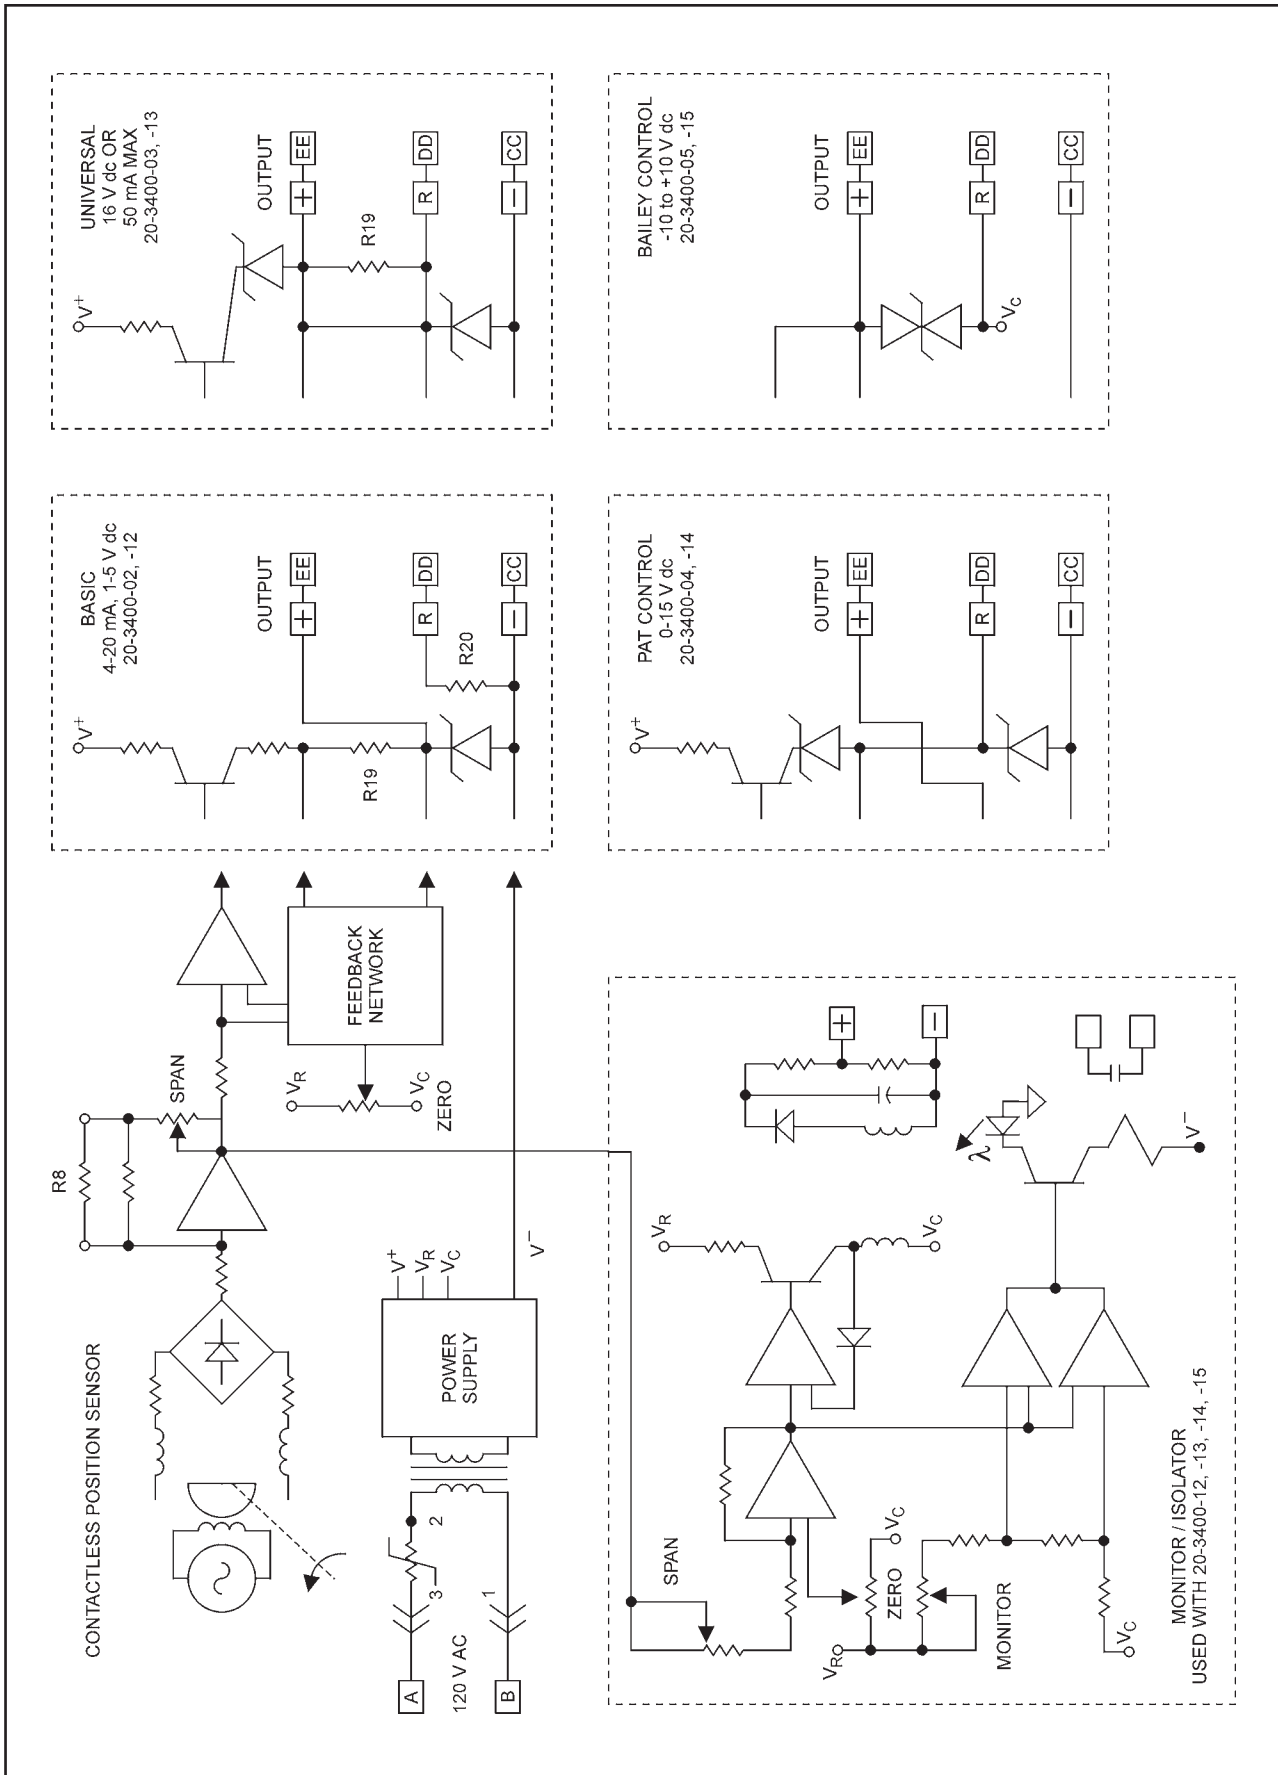 CONTACTLESS POSITION SENSOR
R8
SPAN
V+
VR
VC
V−
POWER
SUPPLY
FEEDBACK
NETWORK
VR
VC
ZERO
A
120 V AC
B
3
2
1
BASIC
4-20 mA, 1-5 V dc
20-3400-02, -12
V+
OUTPUT
R19
R20
+ EE
R DD
− CC
UNIVERSAL
16 V dc OR
50 mA MAX
20-3400-03, -13
V+
OUTPUT
R19
+ EE
R DD
− CC
PAT CONTROL
0-15 V dc
20-3400-04, -14
V+
OUTPUT
+ EE
R DD
− CC
BAILEY CONTROL
-10 to +10 V dc
20-3400-05, -15
OUTPUT
VC
+ EE
R DD
− CC
SPAN
VR
VC
ZERO
MONITOR
VR
VC
VC
+
−
λ
V−
MONITOR / ISOLATOR
USED WITH 20-3400-12, -13, -14, -15